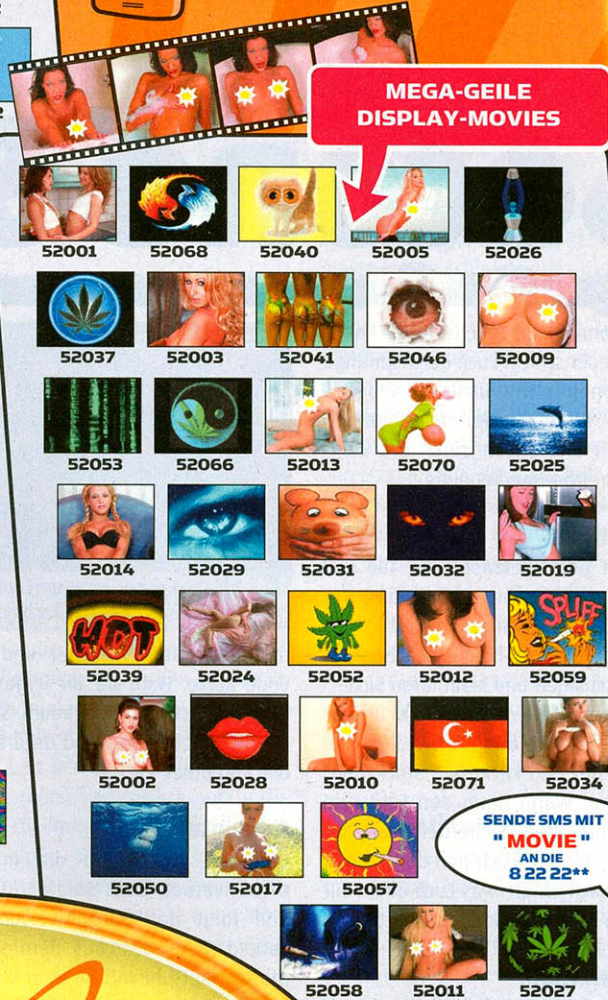 MEGA-GEILE
DISPLAY-MOVIES
52001 52068 52040 52005 52026
52037 52003 52041 52046 52009
52053 52066 52013 52070 52025
52014 52029 52031 52032 52019
HOT SPLIFF
52039 52024 52052 52012 52059
52002 52028 52010 52071 52034
SENDE SMS MIT
"MOVIE"
AN DIE
8 22 22**
52050 52017 52057
52058 52011 52027